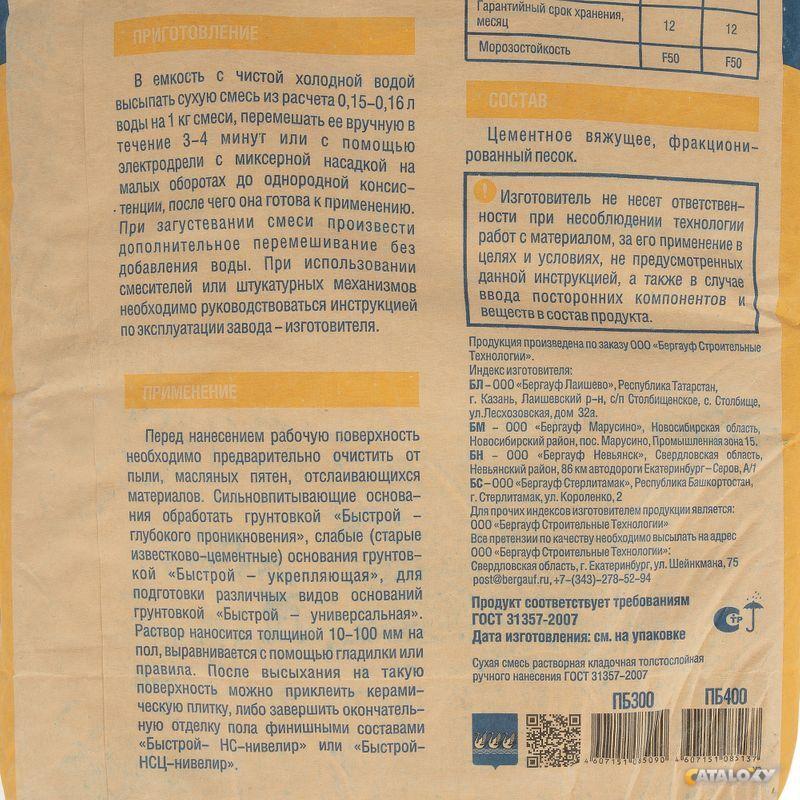 ПРИГОТОВЛЕНИЕ
В емкость с чистой холодной водой
высыпать сухую смесь из расчета 0,15–0,16 л
воды на 1 кг смеси, перемешать ее вручную в
течение 3–4 минут или с помощью
электродрели с миксерной насадкой на
малых оборотах до однородной консис-
тенции, после чего она готова к применению.
При загустевании смеси произвести
дополнительное перемешивание без
добавления воды. При использовании
смесителей или штукатурных механизмов
необходимо руководствоваться инструкцией
по эксплуатации завода – изготовителя.
ПРИМЕНЕНИЕ
Перед нанесением рабочую поверхность
необходимо предварительно очистить от
пыли, масляных пятен, отслаивающихся
материалов. Сильновпитывающие основа-
ния обработать грунтовкой «Быстрой –
глубокого проникновения», слабые (старые
известково-цементные) основания грунтов-
кой «Быстрой – укрепляющая», для
подготовки различных видов оснований
грунтовкой «Быстрой – универсальная».
Раствор наносится толщиной 10–100 мм на
пол, выравнивается с помощью гладилки или
правила. После высыхания на такую
поверхность можно приклеить керами-
ческую плитку, либо завершить окончатель-
ную отделку пола финишными составами
«Быстрой- НС-нивелир» или «Быстрой-
НСЦ-нивелир».
Гарантийный срок хранения,
месяц 12 12
Морозостойкость F50 F50
СОСТАВ
Цементное вяжущее, фракциони-
рованный песок.
! Изготовитель не несет ответствен-
ности при несоблюдении технологии
работ с материалом, за его применение в
целях и условиях, не предусмотренных
данной инструкцией, а также в случае
ввода посторонних компонентов и
веществ в состав продукта.
Продукция произведена по заказу ООО «Бергауф Строительные
Технологии».
Индекс изготовителя:
БЛ – ООО «Бергауф Лаишево», Республика Татарстан,
г. Казань, Лаишевский р-н, с/п Столбищенское, с. Столбище,
ул.Лесхозовская, дом 32а.
БМ – ООО «Бергауф Марусино», Новосибирская область,
Новосибирский район, пос. Марусино, Промышленная зона 15.
БН – ООО «Бергауф Невьянск», Свердловская область,
Невьянский район, 86 км автодороги Екатеринбург – Серов, А/1
БС – ООО «Бергауф Стерлитамак», Республика Башкортостан,
г. Стерлитамак, ул. Короленко, 2
Для прочих индексов изготовителем продукции является:
ООО «Бергауф Строительные Технологии»
Все претензии по качеству необходимо высылать на адрес
ООО «Бергауф Строительные Технологии»:
Свердловская область, г. Екатеринбург, ул. Шейнкмана, 75
post@bergauf.ru, +7–(343)–278–52–94
Продукт соответствует требованиям
ГОСТ 31357-2007
Дата изготовления: см. на упаковке
СТР
Сухая смесь растворная кладочная толстослойная
ручного нанесения ГОСТ 31357–2007
ПБ300 ПБ400
4 607151 085090 4 607151 085137
CATALOXY